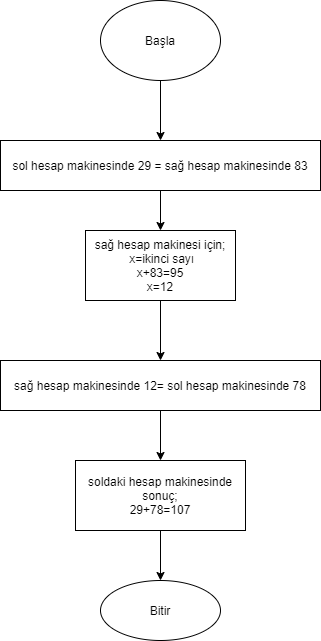 Başla
sol hesap makinesinde 29 = sağ hesap makinesinde 83
sağ hesap makinesi için;
x=ikinci sayı
x+83=95
x=12
sağ hesap makinesinde 12= sol hesap makinesinde 78
soldaki hesap makinesinde
sonuç;
29+78=107
Bitir